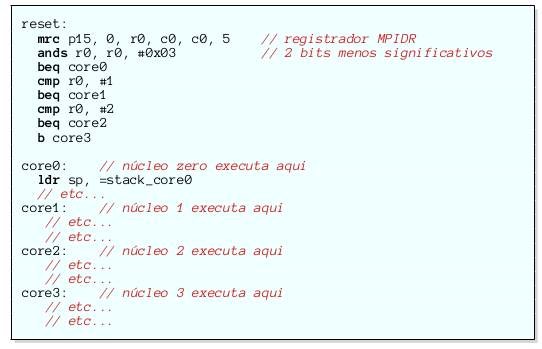 reset:
  mrc p15, 0, r0, c0, c0, 5    // registrador MPIDR
  ands r0, r0, #0x03           // 2 bits menos significativos
  beq core0
  cmp r0, #1
  beq core1
  cmp r0, #2
  beq core2
  b core3

core0:    // núcleo zero executa aqui
  ldr sp, =stack_core0
  // etc...
core1:    // núcleo 1 executa aqui
   // etc...
   // etc...
core2:    // núcleo 2 executa aqui
   // etc...
   // etc...
core3:    // núcleo 3 executa aqui
   // etc...
   // etc...